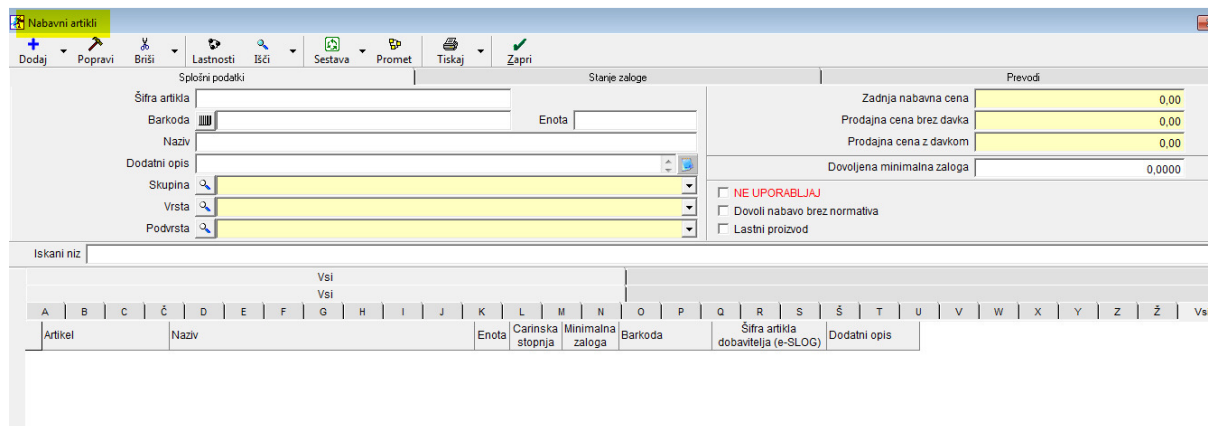 Nabavni artikli
Dodaj Popravi Briši Lastnosti Išči Sestava Promet Tiskaj Zapri
Splošni podatki Stanje zaloge Prevodi
Šifra artikla Zadnja nabavna cena 0,00
Barkoda Enota Prodajna cena brez davka 0,00
Naziv Prodajna cena z davkom 0,00
Dodatni opis Dovoljena minimalna zaloga 0,0000
Skupina NE UPORABLJAJ
Vrsta Dovoli nabavo brez normativa
Podvrsta Lastni proizvod
Iskani niz
Vsi
Vsi
A B C Č D E F G H I J K L M N O P Q R S Š T U V W X Y Z Ž Vsi
Artikel Naziv Enota Carinska stopnja Minimalna zaloga Barkoda Šifra artikla dobavitelja (e-SLOG) Dodatni opis